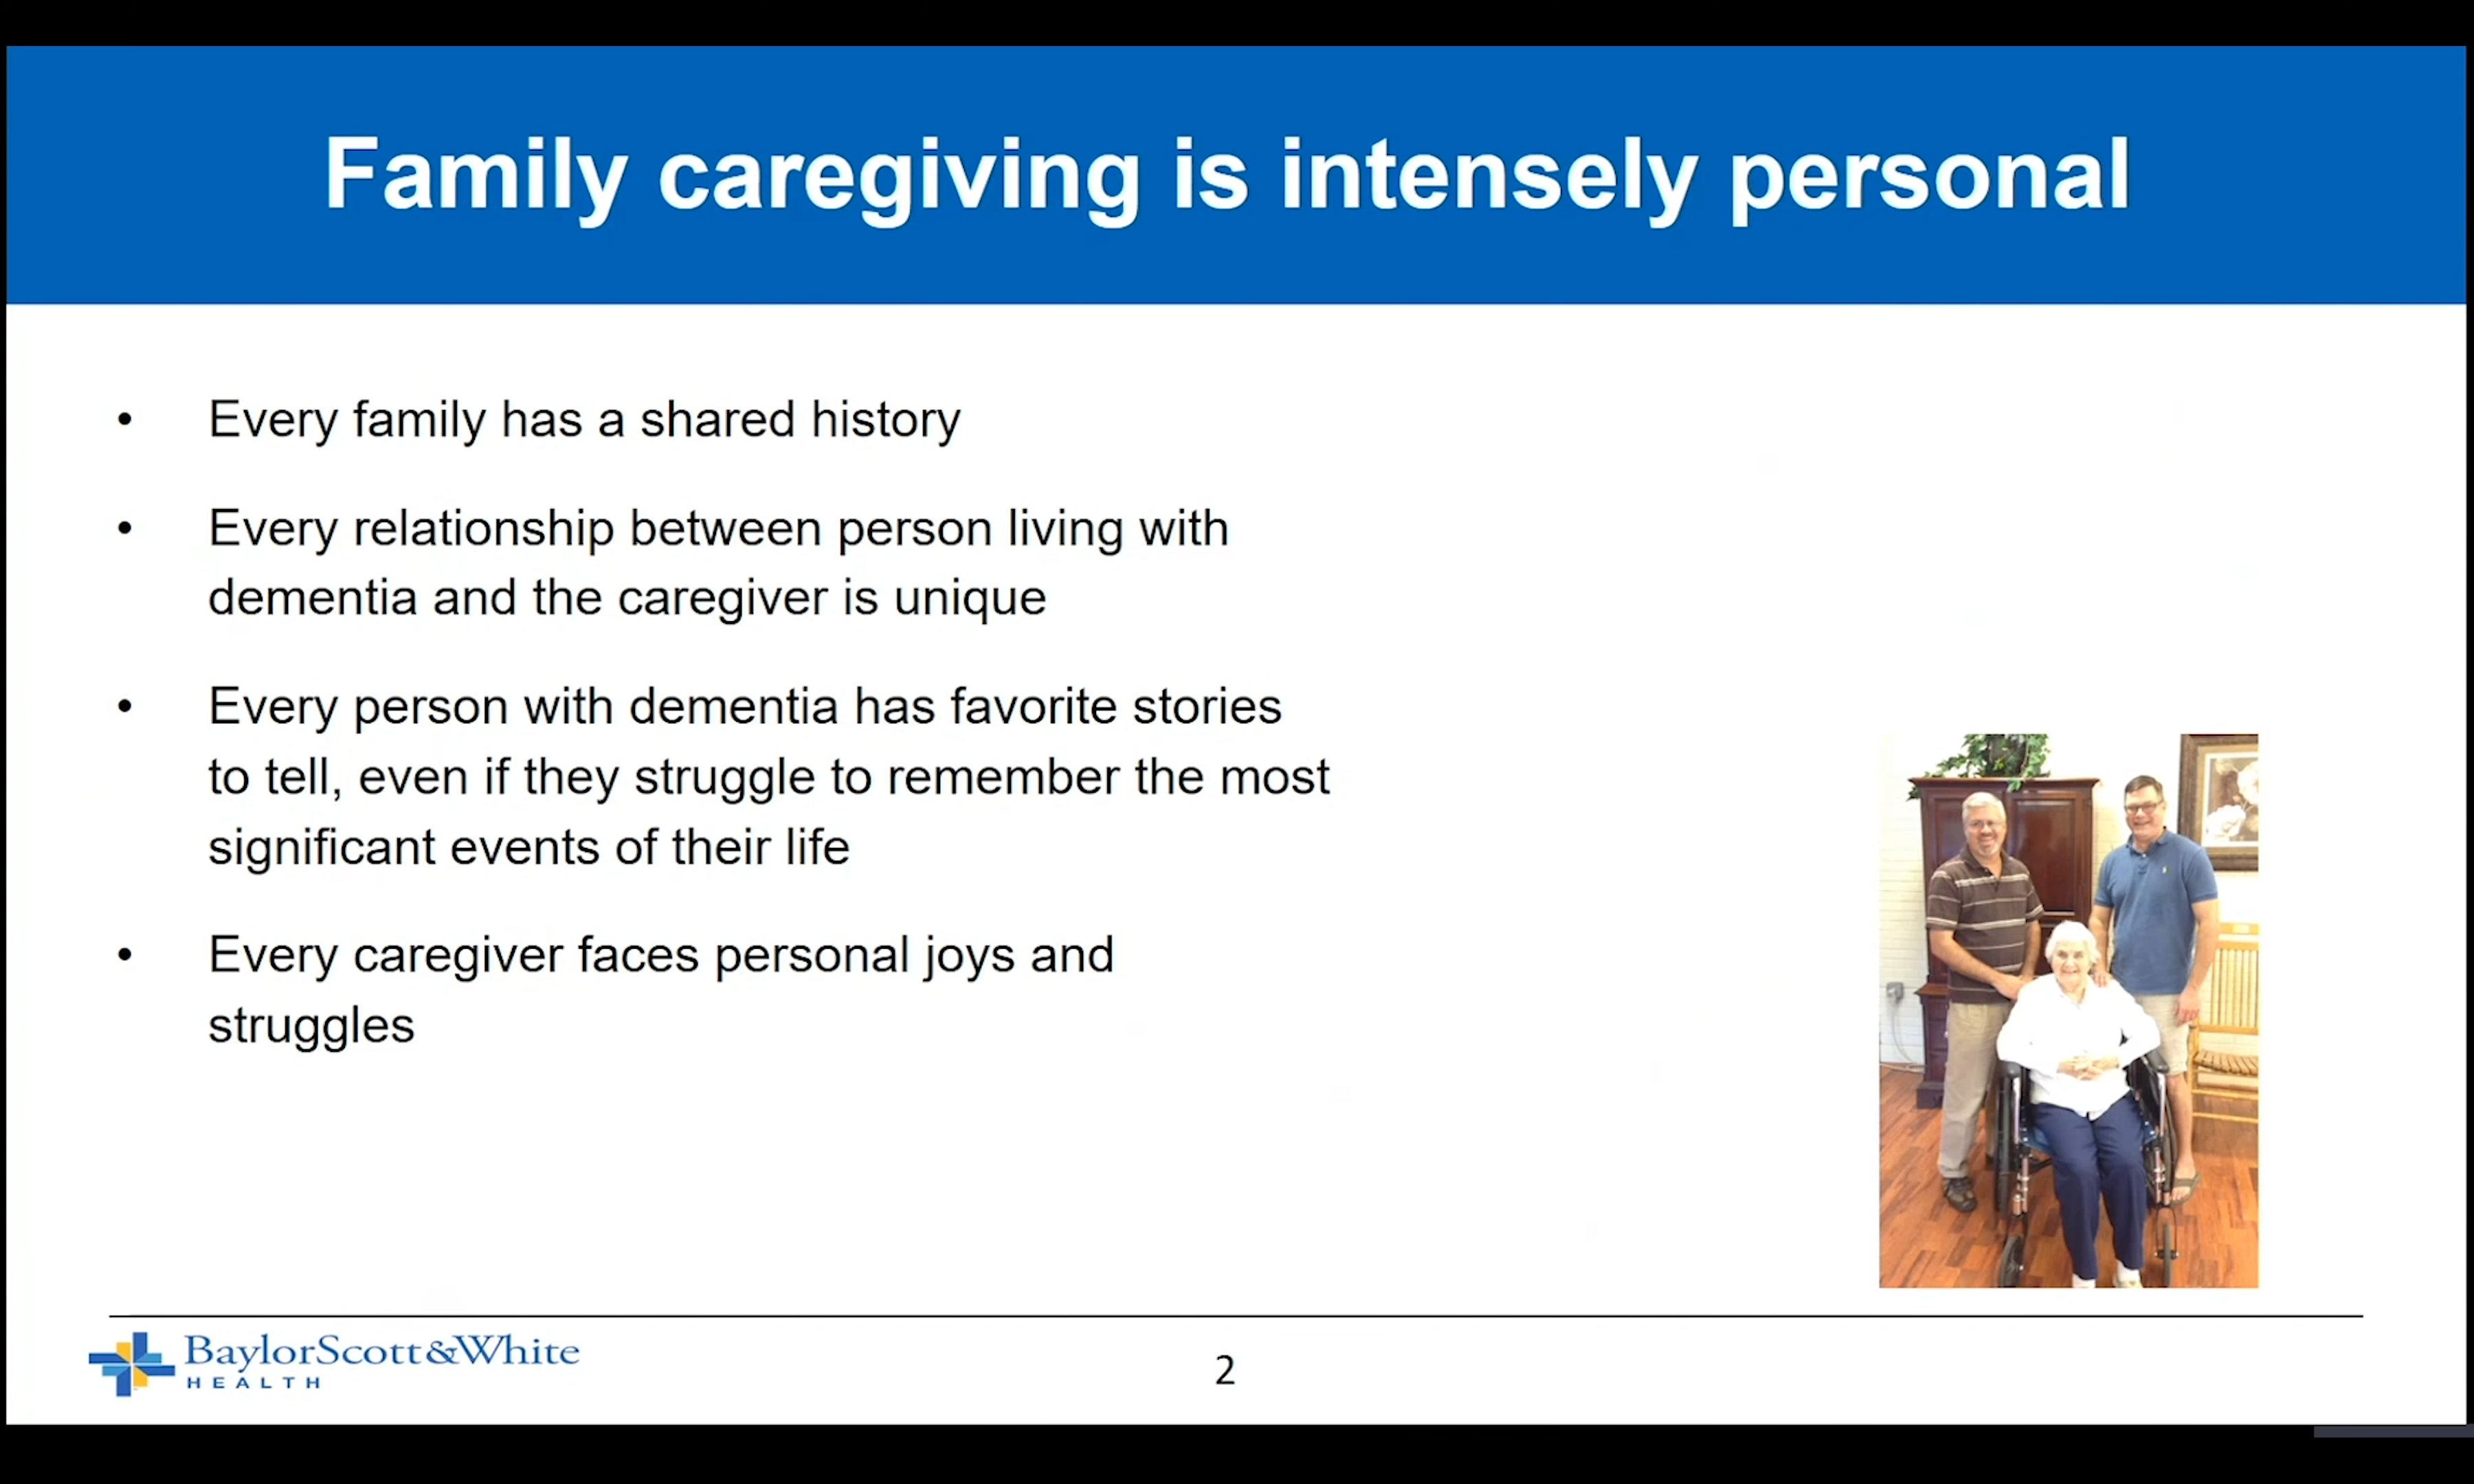 Family caregiving is intensely personal
• Every family has a shared history
• Every relationship between person living with
dementia and the caregiver is unique
• Every person with dementia has favorite stories
to tell, even if they struggle to remember the most
significant events of their life
• Every caregiver faces personal joys and
struggles
BaylorScott&White
HEALTH
2